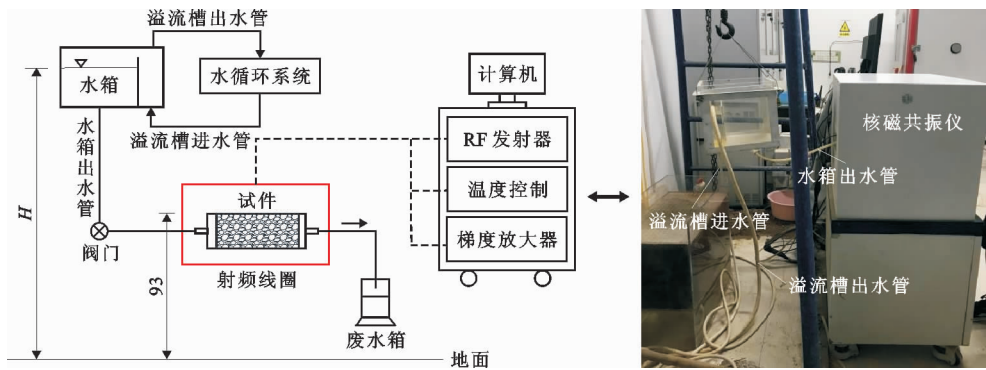 溢流槽出水管
水箱
水循环系统
溢流槽进水管
水箱出水管
H
阀门
试件
93
射频线圈
废水箱
地面
计算机
RF发射器
温度控制
梯度放大器
核磁共振仪
水箱出水管
溢流槽进水管
溢流槽出水管